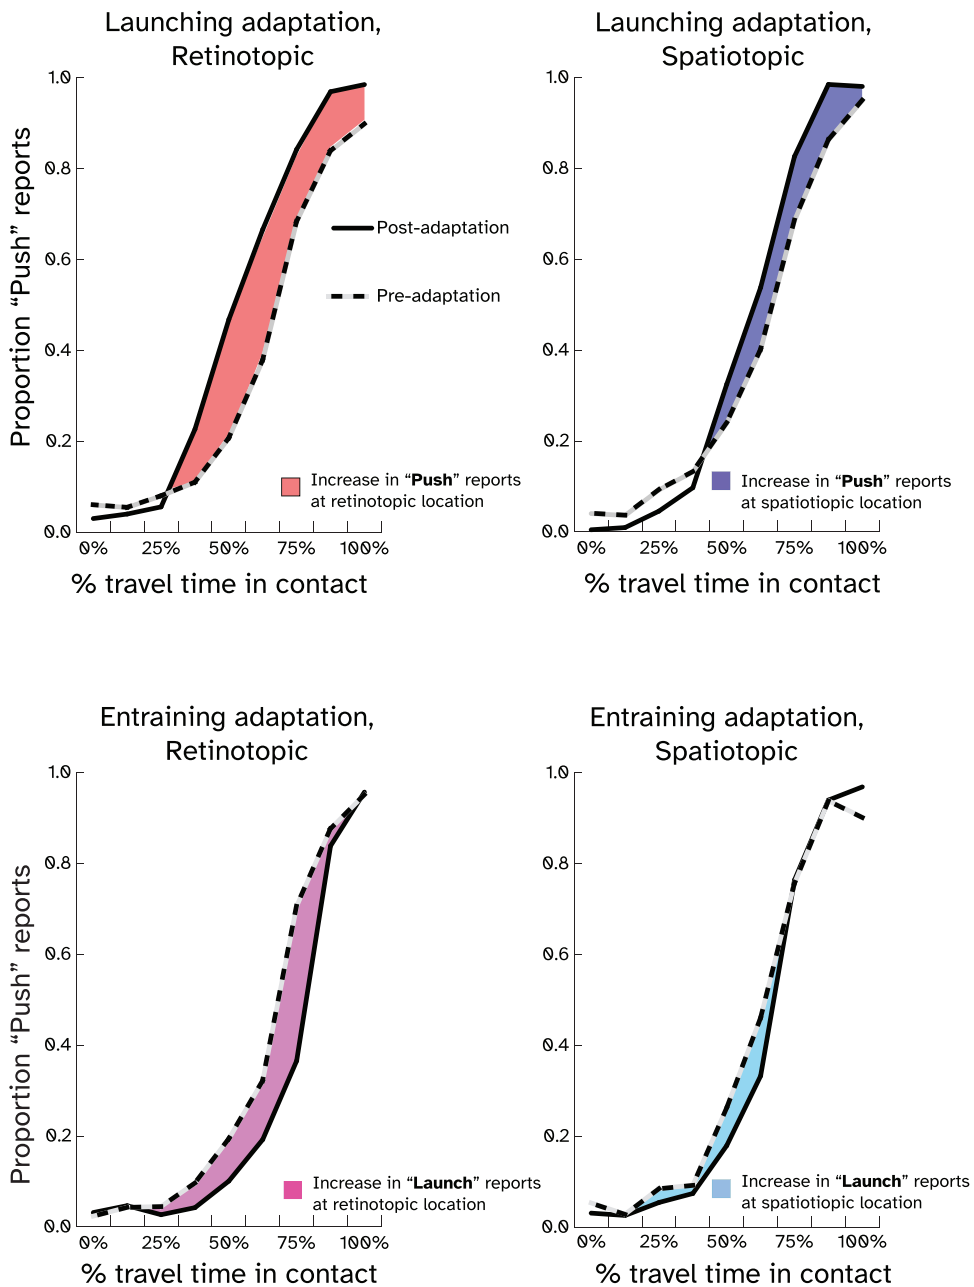 Launching adaptation,
Retinotopic
1.0
0.8
0.6
0.4
0.2
0.0
Proportion “Push” reports
Post-adaptation
Pre-adaptation
Increase in “Push” reports
at retinotopic location
0% 25% 50% 75% 100%
% travel time in contact
Launching adaptation,
Spatiotopic
1.0
0.8
0.6
0.4
0.2
0.0
Increase in “Push” reports
at spatiotiopic location
0% 25% 50% 75% 100%
% travel time in contact
Entraining adaptation,
Retinotopic
1.0
0.8
0.6
0.4
0.2
0.0
Proportion “Push” reports
Increase in “Launch” reports
at retinotopic location
0% 25% 50% 75% 100%
% travel time in contact
Entraining adaptation,
Spatiotopic
1.0
0.8
0.6
0.4
0.2
0.0
Increase in “Launch” reports
at spatiotiopic location
0% 25% 50% 75% 100%
% travel time in contact